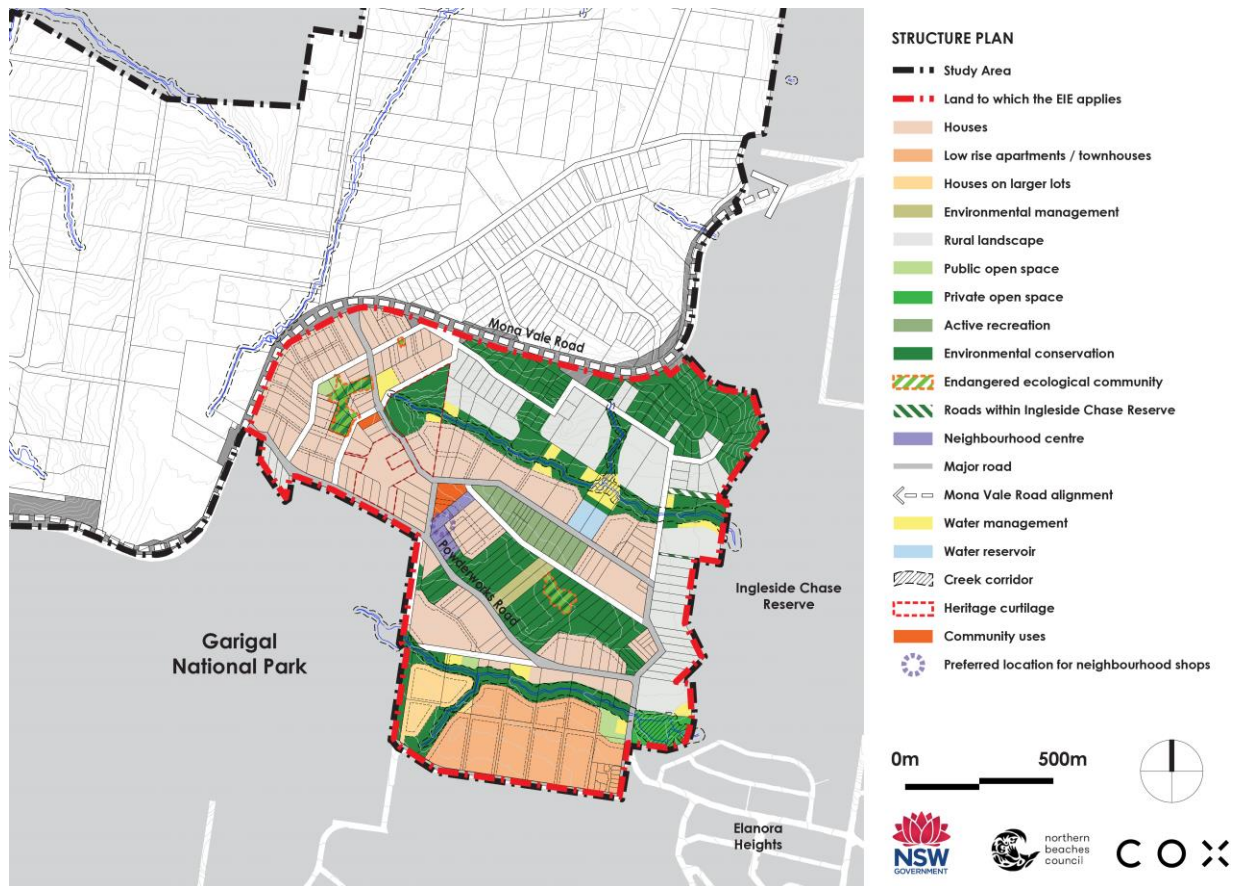 Mona Vale Road
Powderworks Road
Ingleside Chase
Reserve
Garigal
National Park
Elanora
Heights
STRUCTURE PLAN
Study Area
Land to which the EIE applies
Houses
Low rise apartments / townhouses
Houses on larger lots
Environmental management
Rural landscape
Public open space
Private open space
Active recreation
Environmental conservation
Endangered ecological community
Roads within Ingleside Chase Reserve
Neighbourhood centre
Major road
Mona Vale Road alignment
Water management
Water reservoir
Creek corridor
Heritage curtilage
Community uses
Preferred location for neighbourhood shops
0m 500m
NSW
GOVERNMENT
northern
beaches
council
COX